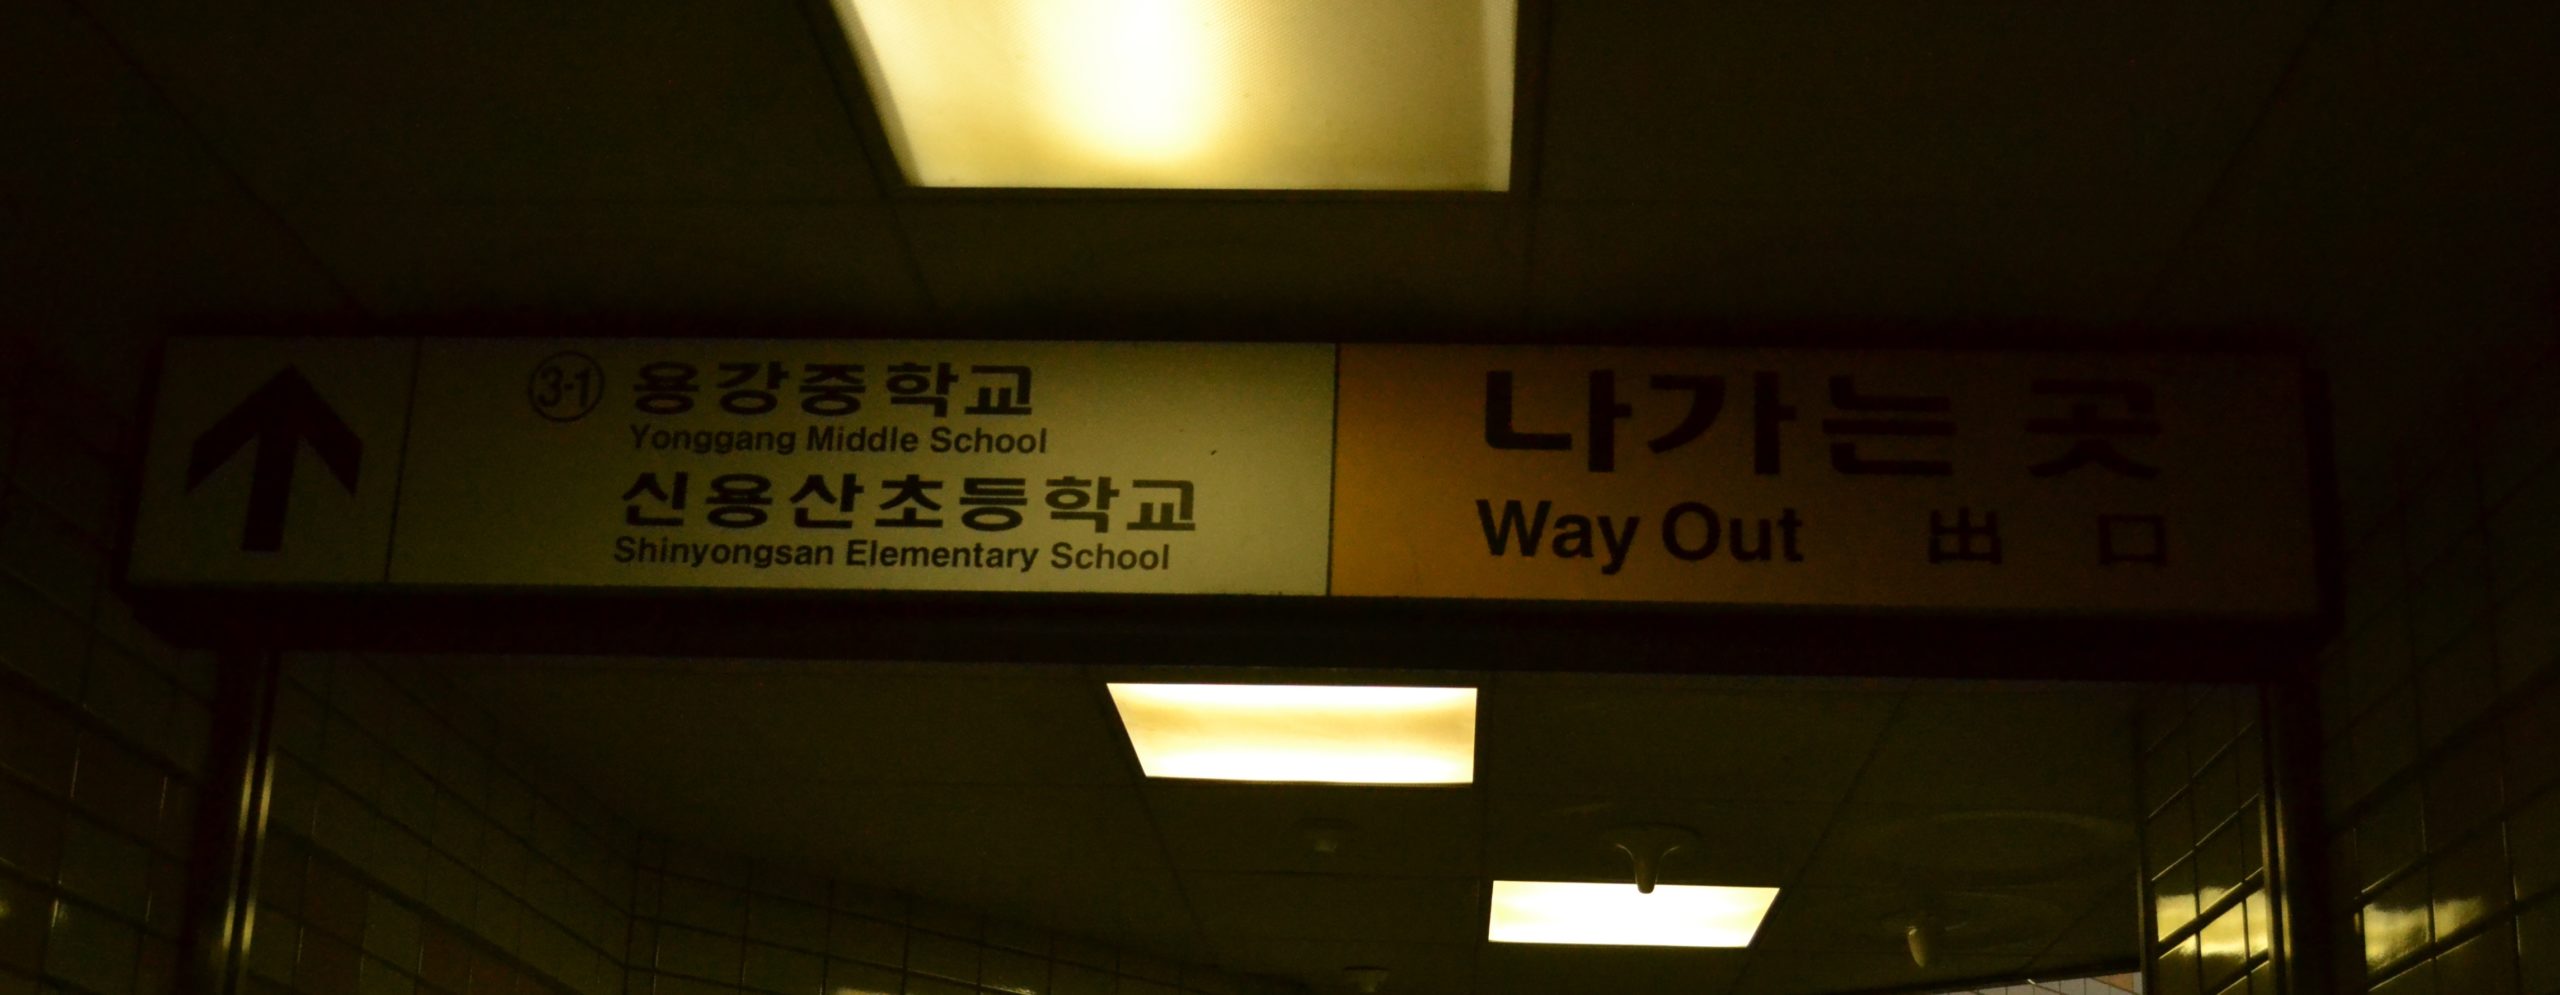 3-1 용강중학교
Yonggang Middle School
신용산초등학교
Shinyongsan Elementary School
나가는 곳
Way Out 出 口